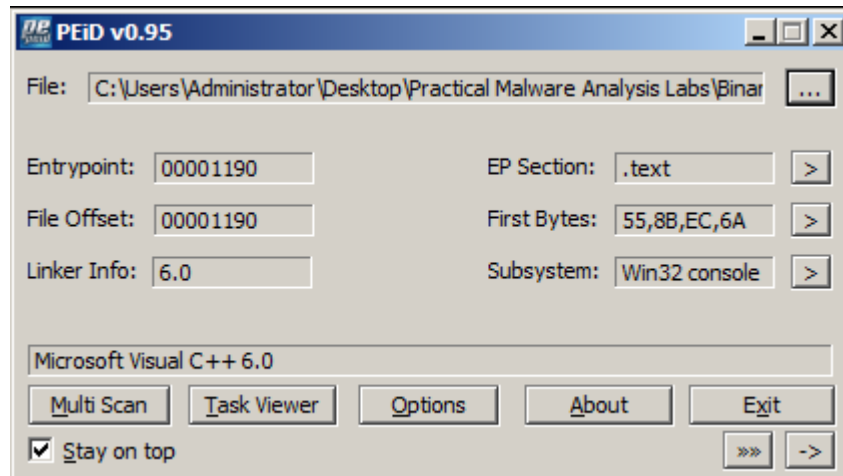 PEiD v0.95
File: C:\Users\Administrator\Desktop\Practical Malware Analysis Labs\Binar ...
Entrypoint: 00001190 EP Section: .text >
File Offset: 00001190 First Bytes: 55,8B,EC,6A >
Linker Info: 6.0 Subsystem: Win32 console >
Microsoft Visual C++ 6.0
Multi Scan Task Viewer Options About Exit
Stay on top »» ->